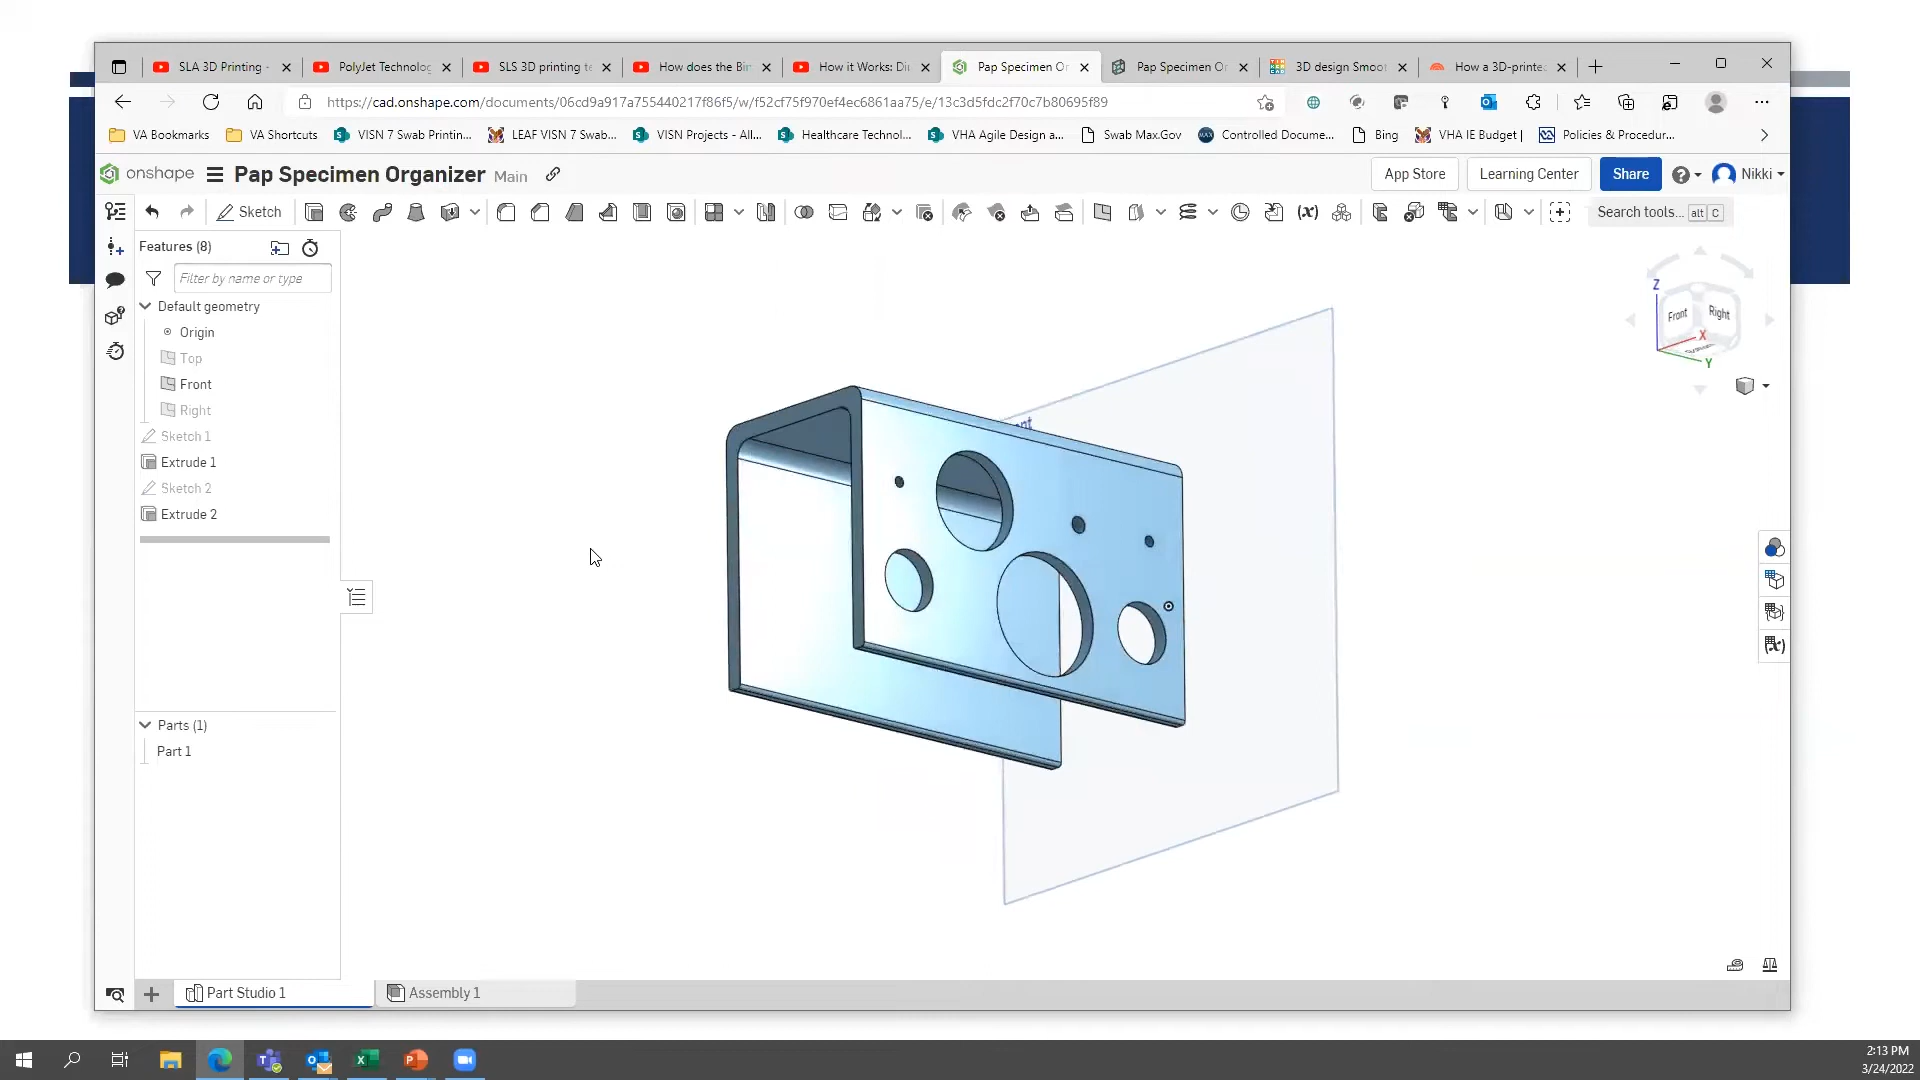 SLA 3D Printing -
PolyJet Technolog
SLS 3D printing te
How does the Bin
How it Works: Di
Pap Specimen Or
Pap Specimen O
3D design Smoot
How a 3D-printe
https://cad.onshape.com/documents/06cd9a917a755440217f86f5/w/f52cf75f970ef4ec6861aa75/e/13c3d5fdc2f70c7b80695f89
VA Bookmarks
VA Shortcuts
VISN 7 Swab Printin...
LEAF VISN 7 Swab...
VISN Projects - All...
Healthcare Technol...
VHA Agile Design a...
Swab Max.Gov
Controlled Docume...
Bing
VHA IE Budget |
Policies & Procedur...
onshape
Pap Specimen Organizer
Main
App Store
Learning Center
Share
Nikki
Sketch
Search tools...
alt
C
Features (8)
Filter by name or type
Default geometry
Origin
Top
Front
Right
Sketch 1
Extrude 1
Sketch 2
Extrude 2
Parts (1)
Part 1
Z
Front
Right
X
Y
Part Studio 1
Assembly 1
2:13 PM
3/24/2022